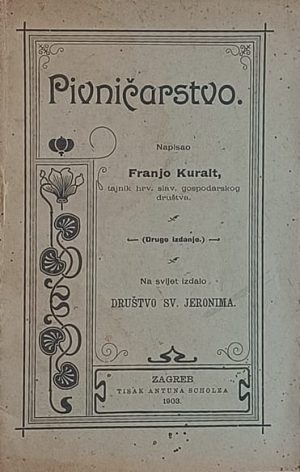 Pivničarstvo.
Napisao
Franjo Kuralt,
tajnik hrv. slav. gospodarskog
društva.
(Drugo izdanje.)
Na svijet izdalo
DRUŠTVO SV. JERONIMA.
ZAGREB
TISAK ANTUNA SCHOLZA
1903.